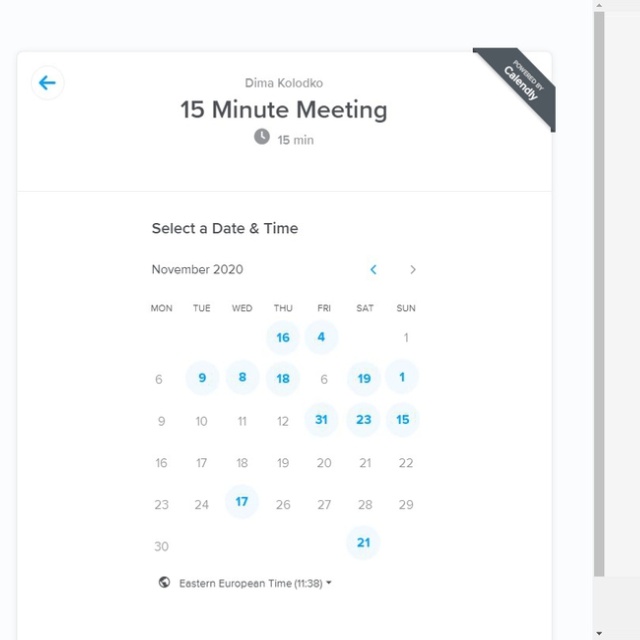 POWERED BY
Calendly
Dima Kolodko
15 Minute Meeting
15 min
Select a Date & Time
November 2020
MON TUE WED THU FRI SAT SUN
16 4 1
6 9 8 18 6 19 1
9 10 11 12 31 23 15
16 17 18 19 20 21 22
23 24 17 26 27 28 29
30 21
Eastern European Time (11:38)